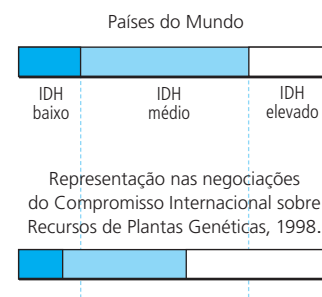 Países do Mundo
IDH baixo
IDH médio
IDH elevado
Representação nas negociações
do Compromisso Internacional sobre
Recursos de Plantas Genéticas, 1998.